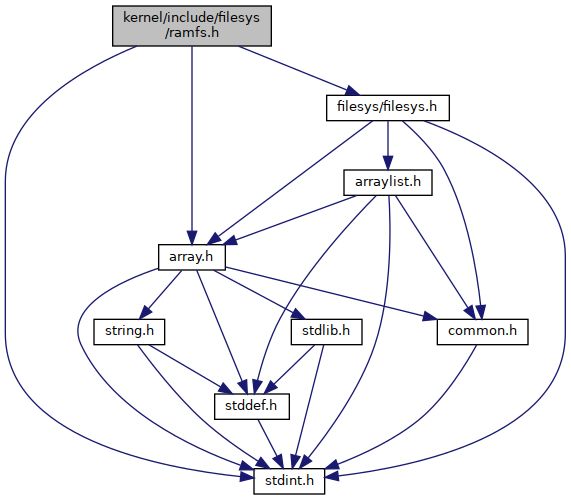 kernel/include/filesys
/ramfs.h
filesys/filesys.h
arraylist.h
array.h
string.h
stdlib.h
common.h
stddef.h
stdint.h